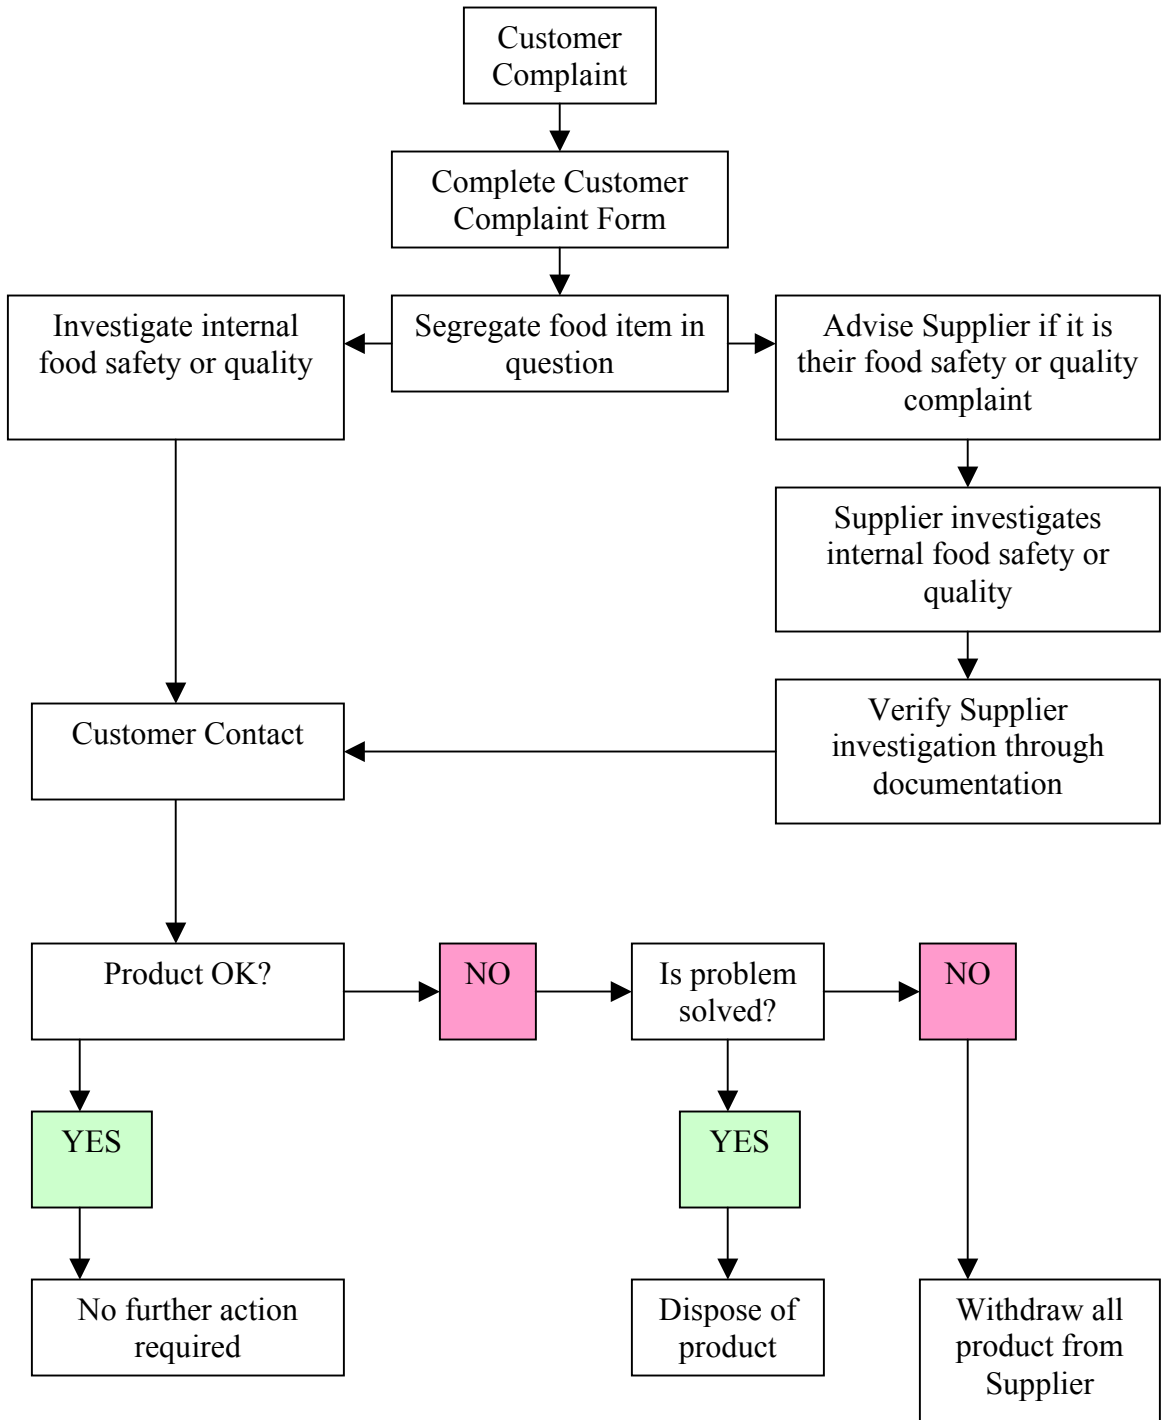 Customer
Complaint
Complete Customer
Complaint Form
Investigate internal
food safety or quality
Segregate food item in
question
Advise Supplier if it is
their food safety or quality
complaint
Supplier investigates
internal food safety or
quality
Verify Supplier
investigation through
documentation
Customer Contact
Product OK?
NO
Is problem
solved?
NO
YES
YES
No further action
required
Dispose of
product
Withdraw all
product from
Supplier